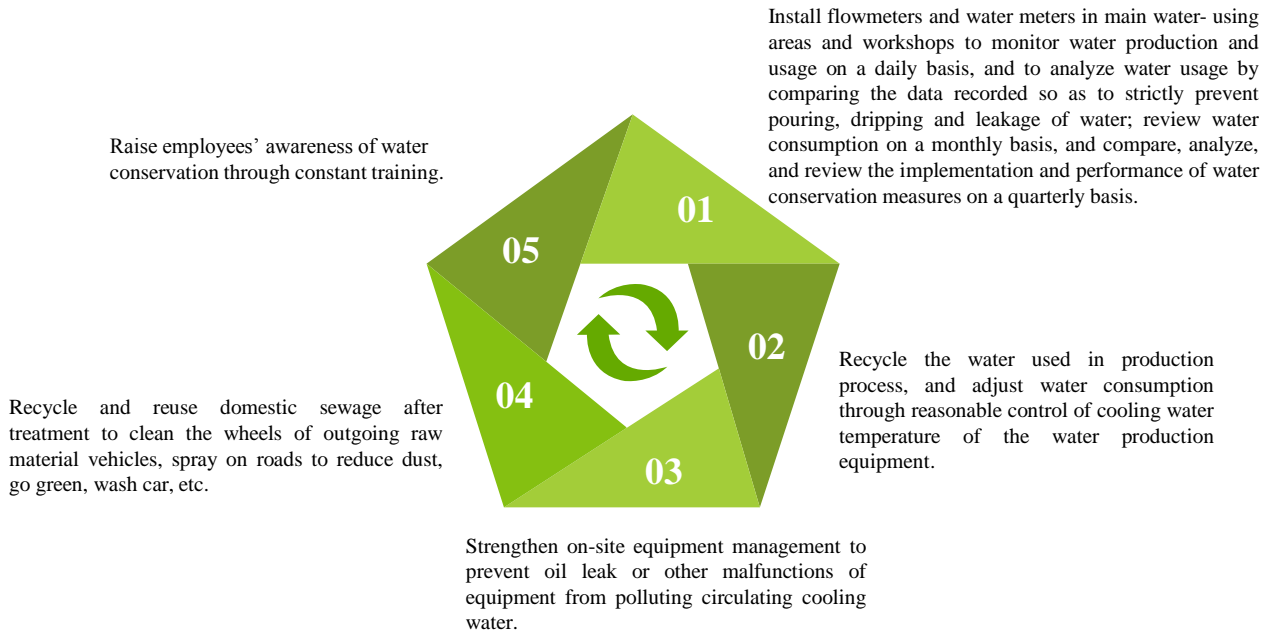 Install flowmeters and water meters in main water- using
areas and workshops to monitor water production and
usage on a daily basis, and to analyze water usage by
comparing the data recorded so as to strictly prevent
pouring, dripping and leakage of water; review water
consumption on a monthly basis, and compare, analyze,
and review the implementation and performance of water
conservation measures on a quarterly basis.
01
02
Recycle the water used in production
process, and adjust water consumption
through reasonable control of cooling water
temperature of the water production
equipment.
03
Strengthen on-site equipment management to
prevent oil leak or other malfunctions of
equipment from polluting circulating cooling
water.
04
Recycle and reuse domestic sewage after
treatment to clean the wheels of outgoing raw
material vehicles, spray on roads to reduce dust,
go green, wash car, etc.
05
Raise employees’ awareness of water
conservation through constant training.